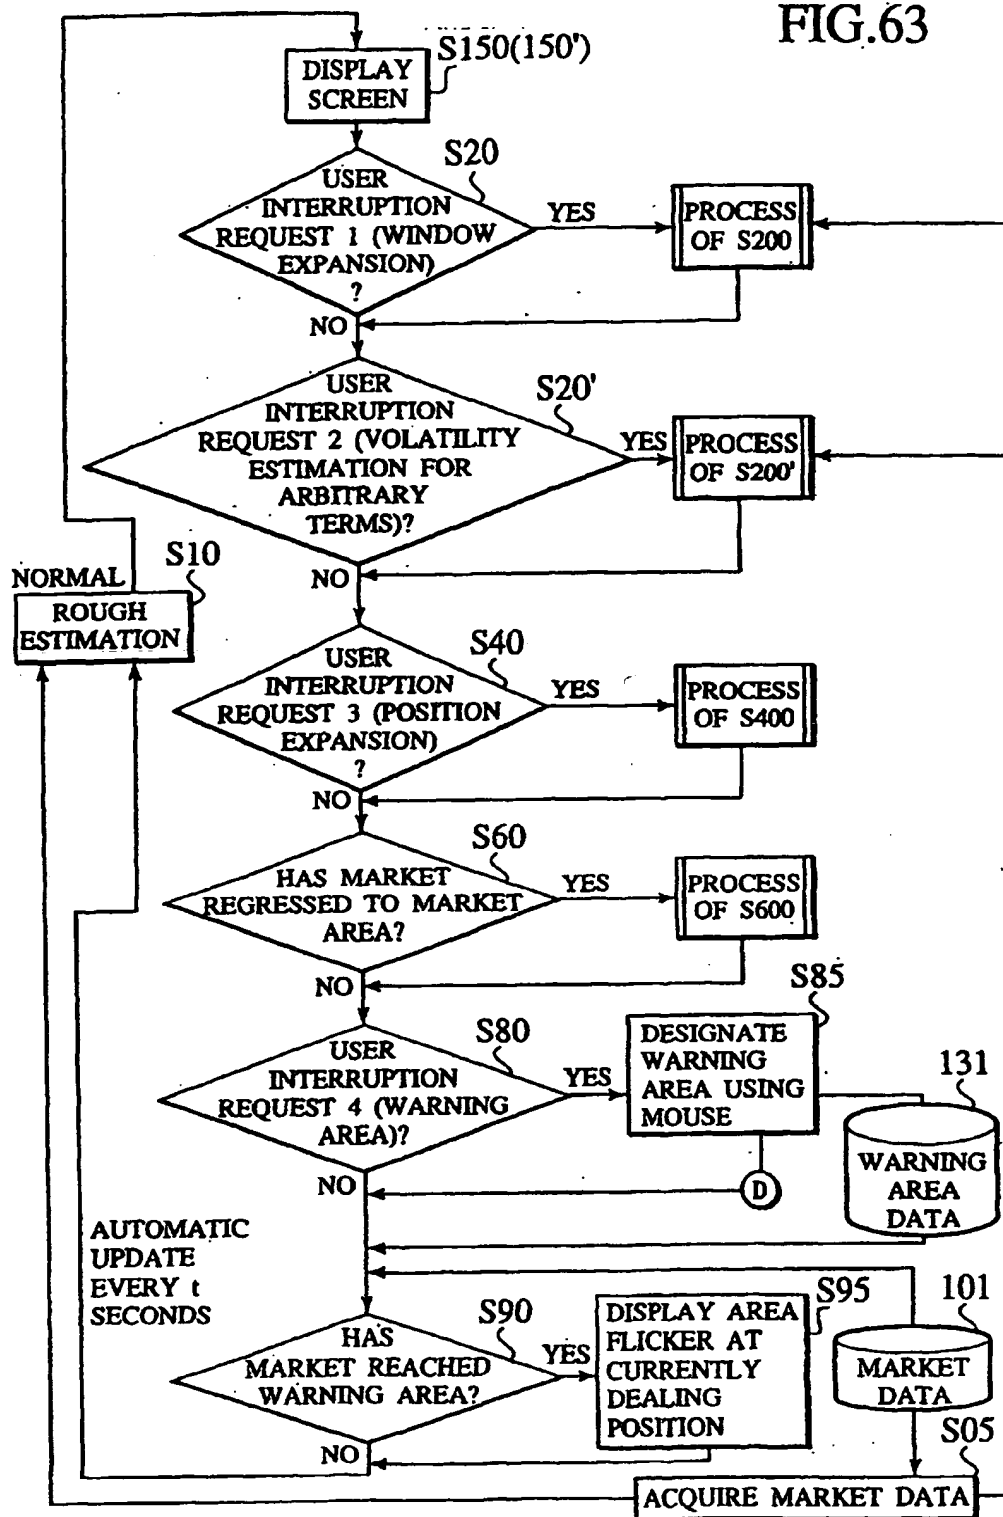 FIG.63
S150(150')
DISPLAY
SCREEN
S20
USER
INTERRUPTION
REQUEST 1 (WINDOW
EXPANSION)
?
YES
PROCESS
OF S200
NO
S20'
USER
INTERRUPTION
REQUEST 2 (VOLATILITY
ESTIMATION FOR
ARBITRARY
TERMS)?
YES
PROCESS
OF S200'
NO
S10
NORMAL
ROUGH
ESTIMATION
S40
USER
INTERRUPTION
REQUEST 3 (POSITION
EXPANSION)
?
YES
PROCESS
OF S400
NO
S60
HAS MARKET
REGRESSED TO MARKET
AREA?
YES
PROCESS
OF S600
NO
S80
USER
INTERRUPTION
REQUEST 4 (WARNING
AREA)?
YES
S85
DESIGNATE
WARNING
AREA USING
MOUSE
131
WARNING
AREA
DATA
D
NO
AUTOMATIC
UPDATE
EVERY t
SECONDS
S90
HAS
MARKET REACHED
WARNING AREA?
YES
S95
DISPLAY AREA
FLICKER AT
CURRENTLY
DEALING
POSITION
101
MARKET
DATA
NO
S05
ACQUIRE MARKET DATA